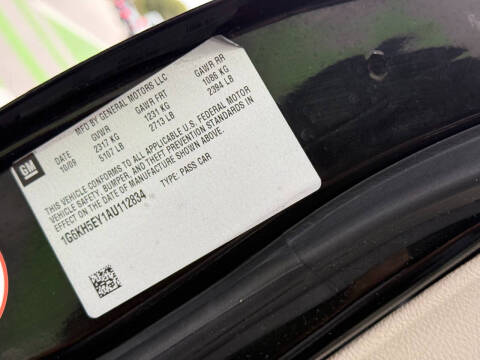 MFD BY GENERAL MOTORS LLC
DATE GVWR GAWR FRT GAWR RR
10/09 2317 KG 1231 KG 1086 KG
5107 LB 2713 LB 2394 LB
GM
THIS VEHICLE CONFORMS TO ALL APPLICABLE U.S. FEDERAL MOTOR
VEHICLE SAFETY, BUMPER, AND THEFT PREVENTION STANDARDS IN
EFFECT ON THE DATE OF MANUFACTURE SHOWN ABOVE.
1G6KH5EY1AU112834 TYPE: PASS CAR